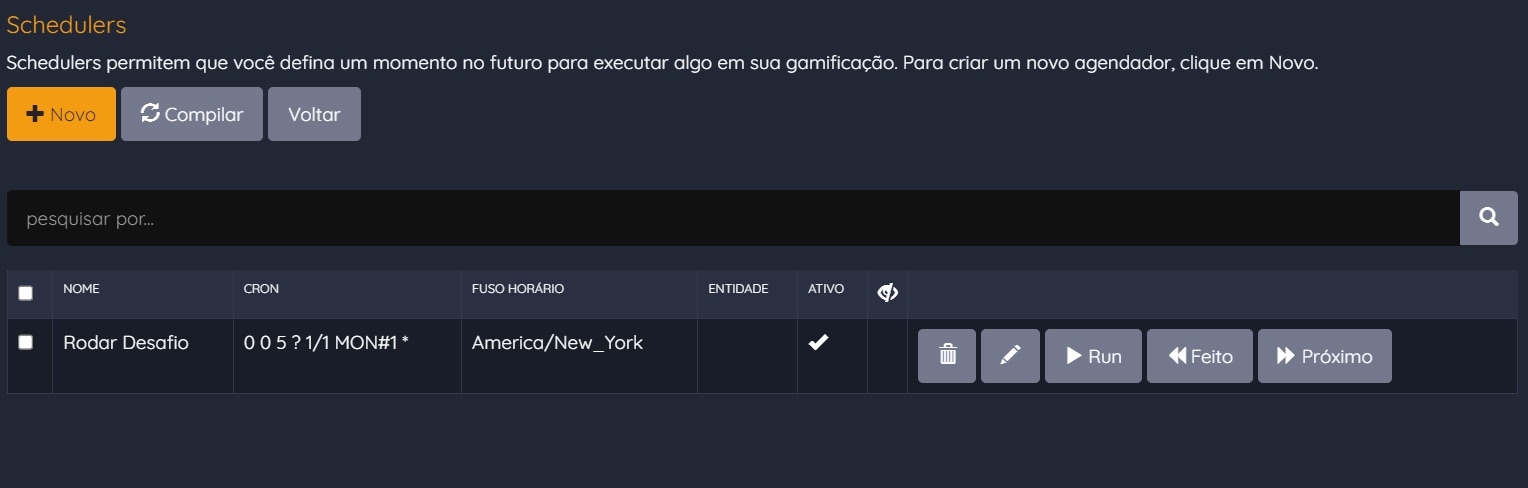 Schedulers
Schedulers permitem que você defina um momento no futuro para executar algo em sua gamificação. Para criar um novo agendador, clique em Novo.
Novo Compilar Voltar
pesquisar por...
NOME CRON FUSO HORÁRIO ENTIDADE ATIVO
Rodar Desafio 0 0 5 ? 1/1 MON#1 * America/New_York Run Feito Próximo